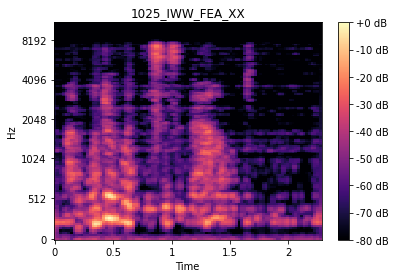 1025_IWW_FEA_XX
8192
4096
2048
1024
512
0
Hz
0
0.5
1
1.5
2
Time
+0 dB
-10 dB
-20 dB
-30 dB
-40 dB
-50 dB
-60 dB
-70 dB
-80 dB